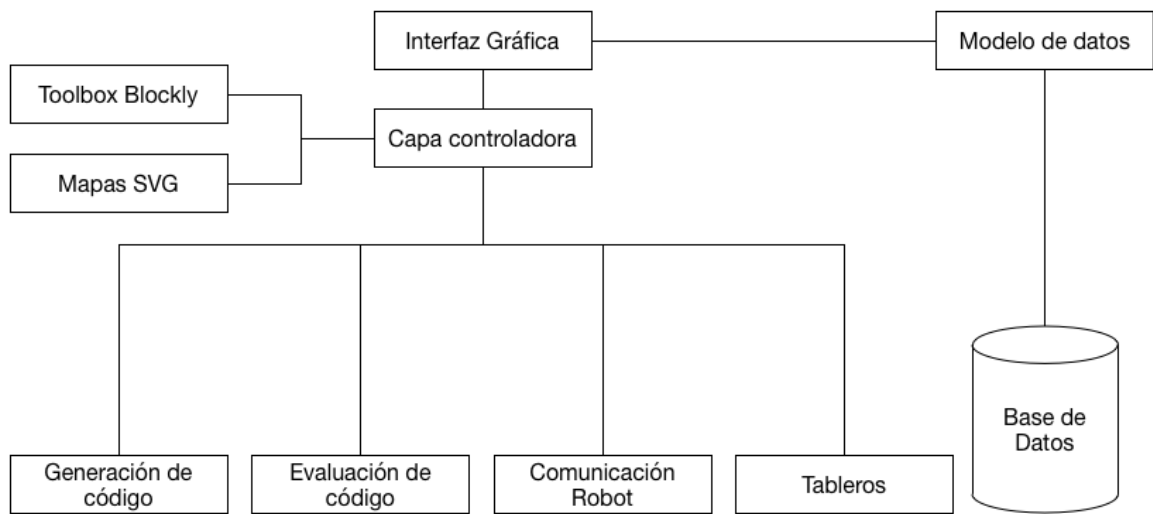 Interfaz Gráfica
Modelo de datos
Toolbox Blockly
Capa controladora
Mapas SVG
Base de
Datos
Generación de
código
Evaluación de
código
Comunicación
Robot
Tableros